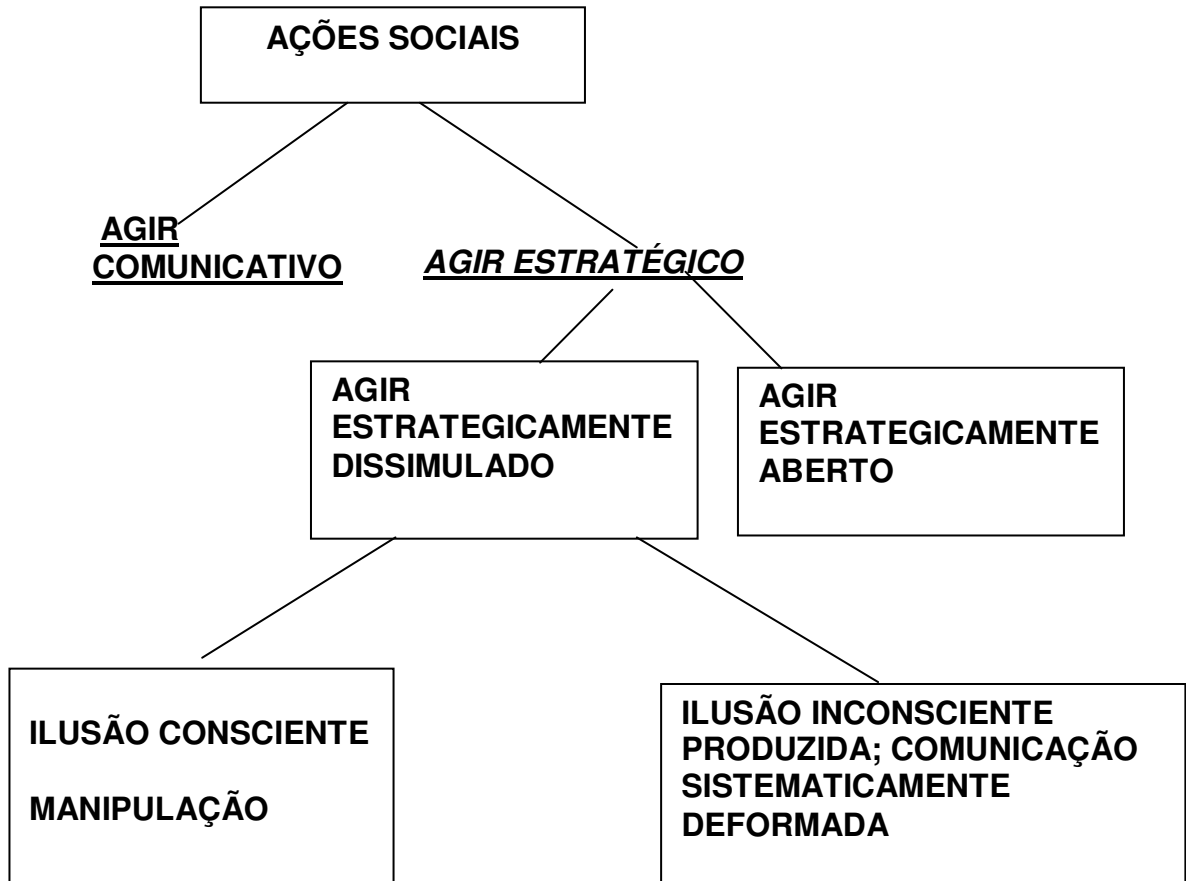 AÇÕES SOCIAIS
AGIR
COMUNICATIVO
AGIR ESTRATÉGICO
AGIR
ESTRATEGICAMENTE
DISSIMULADO
AGIR
ESTRATEGICAMENTE
ABERTO
ILUSÃO CONSCIENTE
MANIPULAÇÃO
ILUSÃO INCONSCIENTE
PRODUZIDA; COMUNICAÇÃO
SISTEMATICAMENTE
DEFORMADA